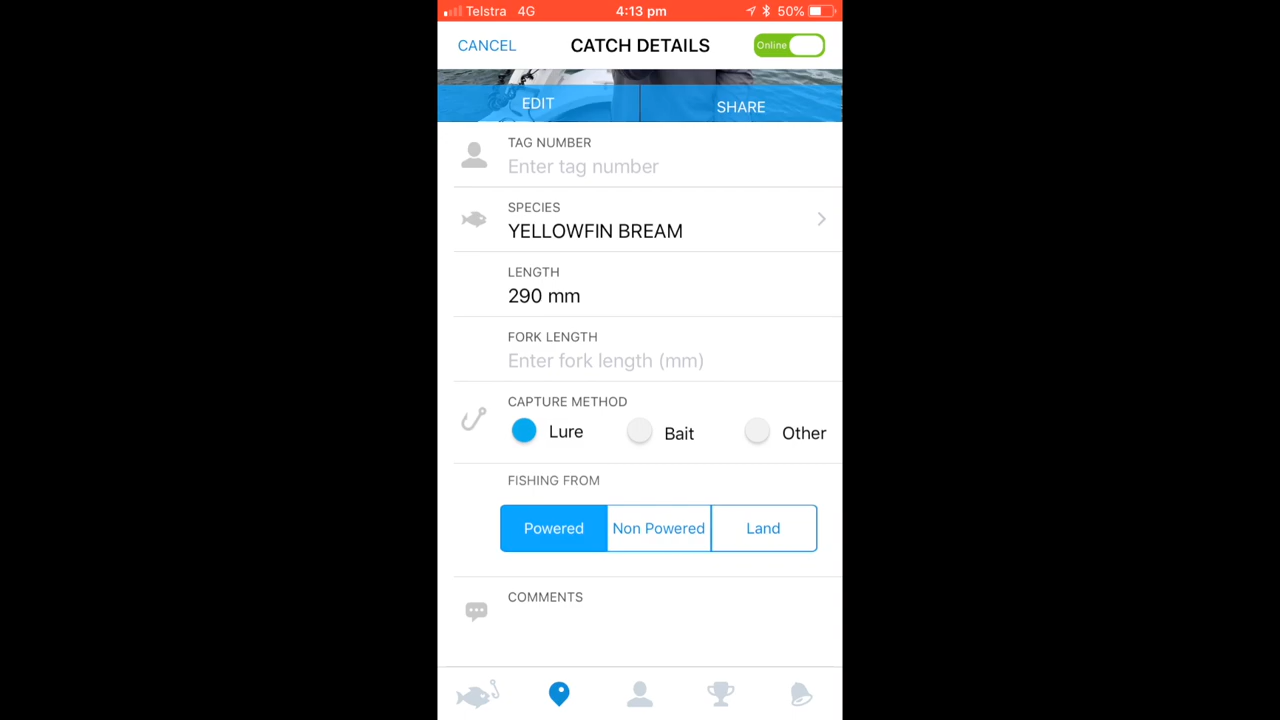 Telstra 4G 4:13 pm 50%
CANCEL CATCH DETAILS Online
EDIT SHARE
TAG NUMBER
Enter tag number
SPECIES
YELLOWFIN BREAM
LENGTH
290 mm
FORK LENGTH
Enter fork length (mm)
CAPTURE METHOD
Lure Bait Other
FISHING FROM
Powered Non Powered Land
COMMENTS